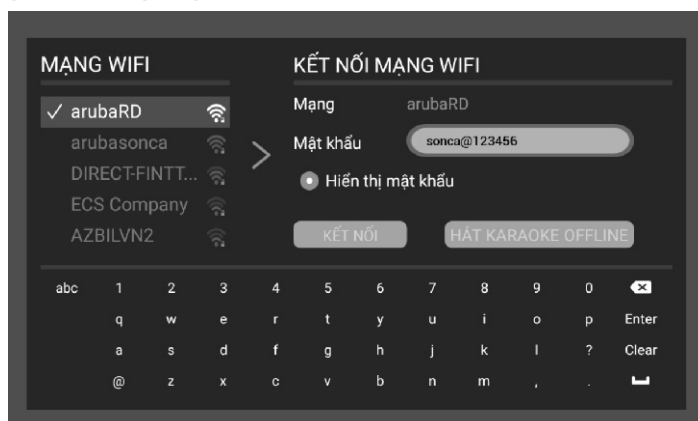 MẠNG WIFI
✓ arubaRD
arubasonca
DIRECT-FINTT...
ECS Company
AZBILVN2
>
KẾT NỐI MẠNG WIFI
Mạng arubaRD
Mật khẩu sonca@123456
Hiển thị mật khẩu
KẾT NỐI HÁT KARAOKE OFFLINE
abc 1 2 3 4 5 6 7 8 9 0
q w e r t y u i o p Enter
a s d f g h j k l ? Clear
@ z x c v b n m , .